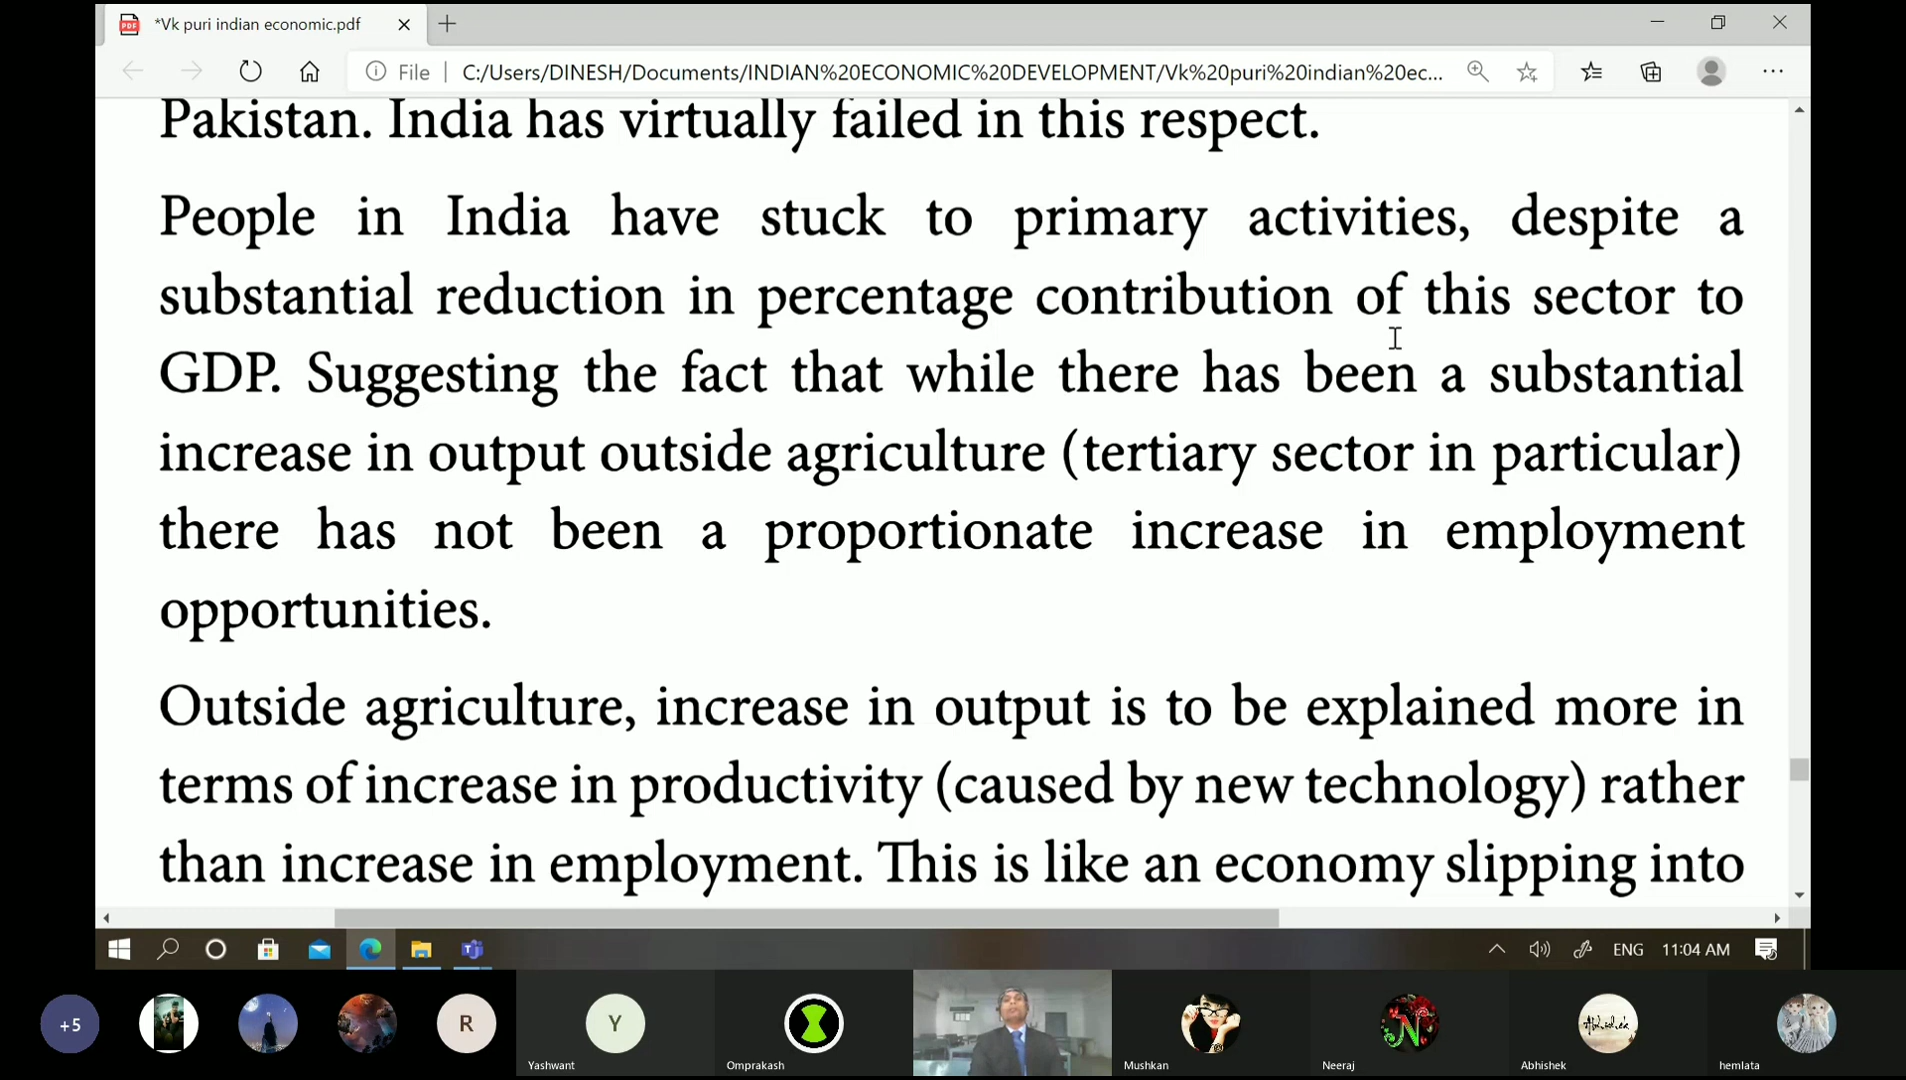 *Vk puri indian economic.pdf
File
C:/Users/DINESH/Documents/INDIAN%20ECONOMIC%20DEVELOPMENT/Vk%20puri%20indian%20ec...
Pakistan. India has virtually failed in this respect.
People in India have stuck to primary activities, despite a
substantial reduction in percentage contribution of this sector to
GDP. Suggesting the fact that while there has been a substantial
increase in output outside agriculture (tertiary sector in particular)
there has not been a proportionate increase in employment
opportunities.
Outside agriculture, increase in output is to be explained more in
terms of increase in productivity (caused by new technology) rather
than increase in employment. This is like an economy slipping into
ENG 11:04 AM
+5
R
Y
N
Abhishek
Yashwant
Omprakash
Mushkan
Neeraj
Abhishek
hemlata